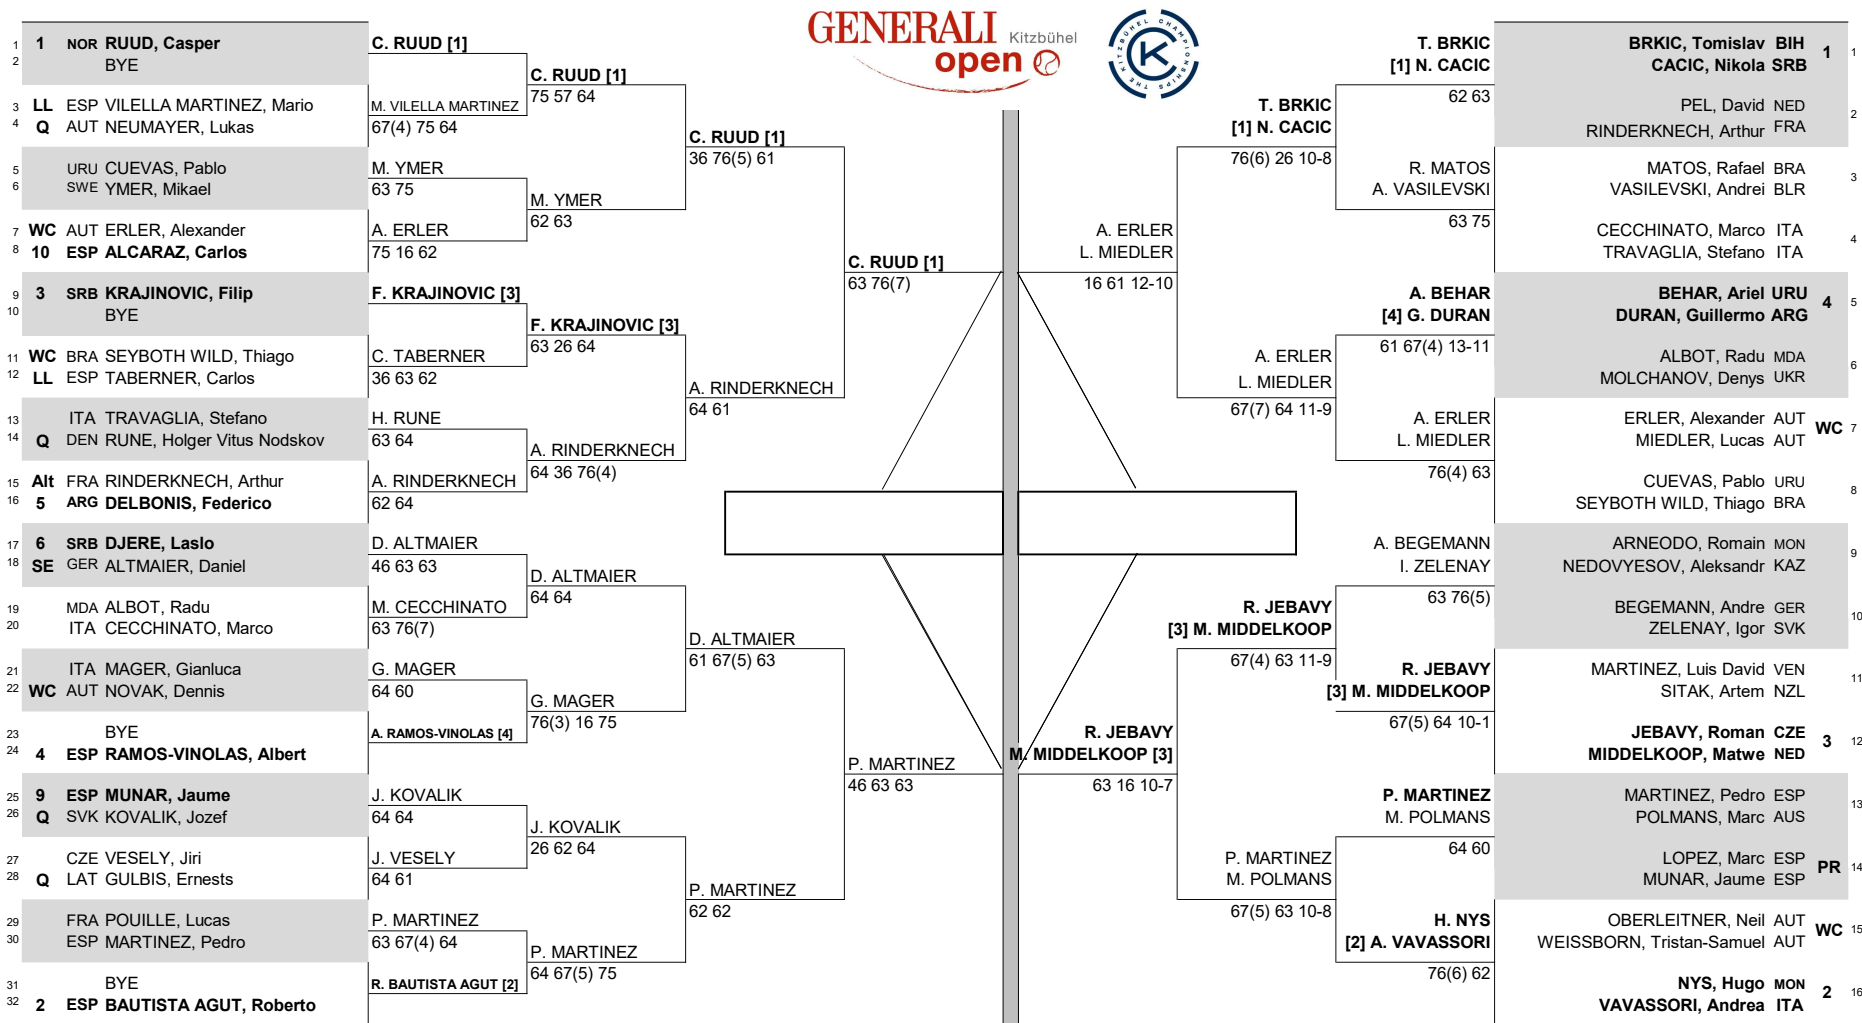 GENERALI
Kitzbühel
open
THE KITZBÜHEL CHAMPIONSHIPS
K
1 1 NOR RUUD, Casper
2 BYE
3 LL ESP VILELLA MARTINEZ, Mario
4 Q AUT NEUMAYER, Lukas
5 URU CUEVAS, Pablo
6 SWE YMER, Mikael
7 WC AUT ERLER, Alexander
8 10 ESP ALCARAZ, Carlos
9 3 SRB KRAJINOVIC, Filip
10 BYE
11 WC BRA SEYBOTH WILD, Thiago
12 LL ESP TABERNER, Carlos
13 ITA TRAVAGLIA, Stefano
14 Q DEN RUNE, Holger Vitus Nodskov
15 Alt FRA RINDERKNECH, Arthur
16 5 ARG DELBONIS, Federico
17 6 SRB DJERE, Laslo
18 SE GER ALTMAIER, Daniel
19 MDA ALBOT, Radu
20 ITA CECCHINATO, Marco
21 ITA MAGER, Gianluca
22 WC AUT NOVAK, Dennis
23 BYE
24 4 ESP RAMOS-VINOLAS, Albert
25 9 ESP MUNAR, Jaume
26 Q SVK KOVALIK, Jozef
27 CZE VESELY, Jiri
28 Q LAT GULBIS, Ernests
29 FRA POUILLE, Lucas
30 ESP MARTINEZ, Pedro
31 BYE
32 2 ESP BAUTISTA AGUT, Roberto
C. RUUD [1]
M. VILELLA MARTINEZ
67(4) 75 64
M. YMER
63 75
A. ERLER
75 16 62
F. KRAJINOVIC [3]
C. TABERNER
36 63 62
H. RUNE
63 64
A. RINDERKNECH
62 64
D. ALTMAIER
46 63 63
M. CECCHINATO
63 76(7)
G. MAGER
64 60
A. RAMOS-VINOLAS [4]
J. KOVALIK
64 64
J. VESELY
64 61
P. MARTINEZ
63 67(4) 64
R. BAUTISTA AGUT [2]
C. RUUD [1]
75 57 64
M. YMER
62 63
F. KRAJINOVIC [3]
63 26 64
A. RINDERKNECH
64 36 76(4)
D. ALTMAIER
64 64
G. MAGER
76(3) 16 75
J. KOVALIK
26 62 64
P. MARTINEZ
64 67(5) 75
C. RUUD [1]
36 76(5) 61
A. RINDERKNECH
64 61
D. ALTMAIER
61 67(5) 63
P. MARTINEZ
62 62
C. RUUD [1]
63 76(7)
P. MARTINEZ
46 63 63
A. ERLER
L. MIEDLER
16 61 12-10
R. JEBAVY
M. MIDDELKOOP [3]
63 16 10-7
T. BRKIC
[1] N. CACIC
76(6) 26 10-8
A. ERLER
L. MIEDLER
67(7) 64 11-9
R. JEBAVY
[3] M. MIDDELKOOP
67(4) 63 11-9
P. MARTINEZ
M. POLMANS
67(5) 63 10-8
T. BRKIC
[1] N. CACIC
62 63
R. MATOS
A. VASILEVSKI
63 75
A. BEHAR
[4] G. DURAN
61 67(4) 13-11
A. ERLER
L. MIEDLER
76(4) 63
A. BEGEMANN
I. ZELENAY
63 76(5)
R. JEBAVY
[3] M. MIDDELKOOP
67(5) 64 10-1
P. MARTINEZ
M. POLMANS
64 60
H. NYS
[2] A. VAVASSORI
76(6) 62
BRKIC, Tomislav BIH
CACIC, Nikola SRB
1 1
PEL, David NED
RINDERKNECH, Arthur FRA
2
MATOS, Rafael BRA
VASILEVSKI, Andrei BLR
3
CECCHINATO, Marco ITA
TRAVAGLIA, Stefano ITA
4
BEHAR, Ariel URU
DURAN, Guillermo ARG
4 5
ALBOT, Radu MDA
MOLCHANOV, Denys UKR
6
ERLER, Alexander AUT
MIEDLER, Lucas AUT
WC 7
CUEVAS, Pablo URU
SEYBOTH WILD, Thiago BRA
8
ARNEODO, Romain MON
NEDOVYESOV, Aleksandr KAZ
9
BEGEMANN, Andre GER
ZELENAY, Igor SVK
10
MARTINEZ, Luis David VEN
SITAK, Artem NZL
11
JEBAVY, Roman CZE
MIDDELKOOP, Matwe NED
3 12
MARTINEZ, Pedro ESP
POLMANS, Marc AUS
13
LOPEZ, Marc ESP
MUNAR, Jaume ESP
PR 14
OBERLEITNER, Neil AUT
WEISSBORN, Tristan-Samuel AUT
WC 15
NYS, Hugo MON
VAVASSORI, Andrea ITA
2 16